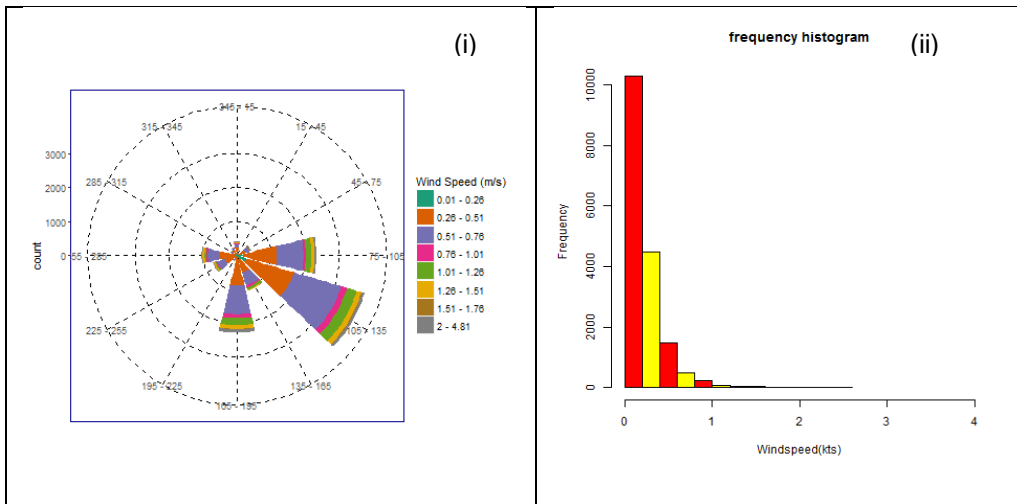 (i)
345 - 15
315 - 345
15 - 45
3000
285 - 315
45 - 75
2000
1000
0
55 - 285
75 - 105
count
225 - 255
105 - 135
195 - 225
135 - 165
165 - 195
Wind Speed (m/s)
0.01 - 0.26
0.26 - 0.51
0.51 - 0.76
0.76 - 1.01
1.01 - 1.26
1.26 - 1.51
1.51 - 1.76
2 - 4.81
frequency histogram
(ii)
10000
8000
6000
4000
2000
0
Frequency
0 1 2 3 4
Windspeed(kts)